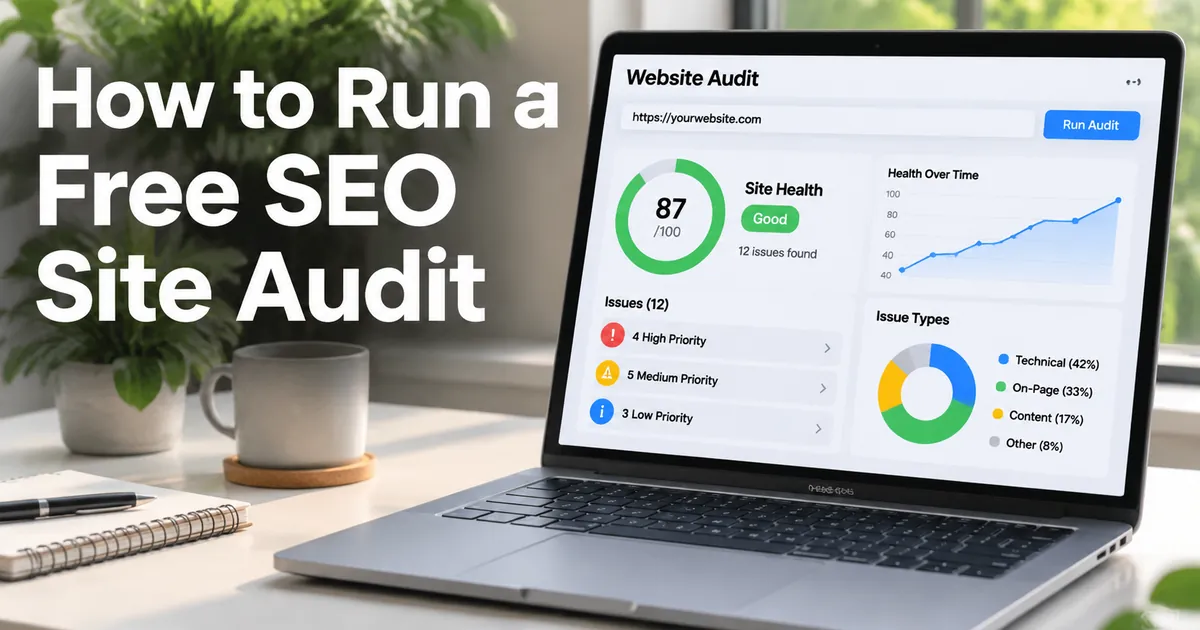 How to Run a
Free SEO
Site Audit
Website Audit
https://yourwebsite.com
Run Audit
87
/100
Site Health
Good
12 issues found
Issues (12)
4 High Priority
5 Medium Priority
3 Low Priority
Health Over Time
100
80
60
40
40
Issue Types
Technical (42%)
On-Page (33%)
Content (17%)
Other (8%)